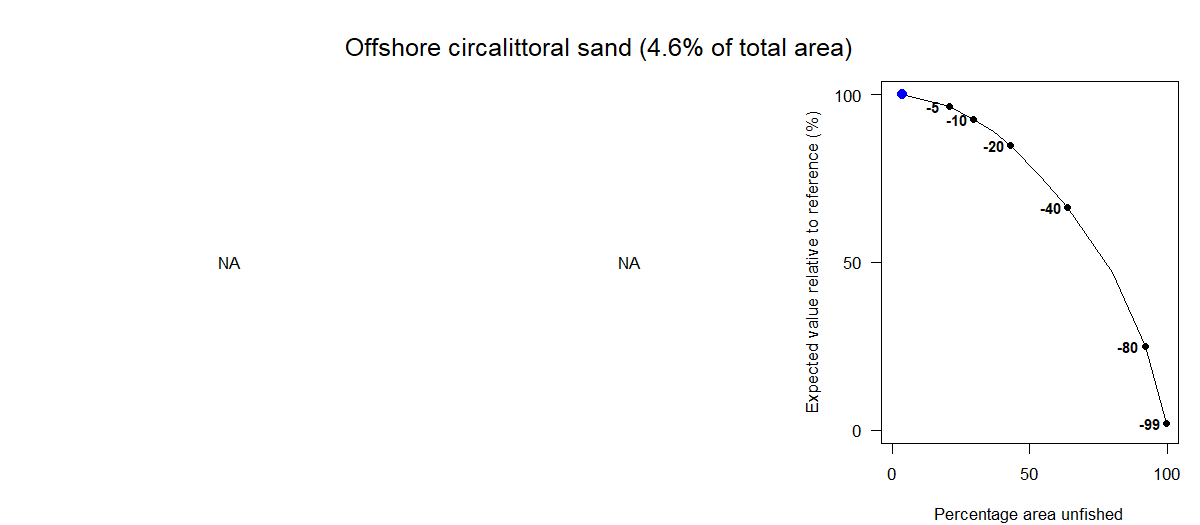 Offshore circalittoral sand (4.6% of total area)
NA
NA
Expected value relative to reference (%)
100
50
0
-5
-10
-20
-40
-80
-99
0
50
100
Percentage area unfished